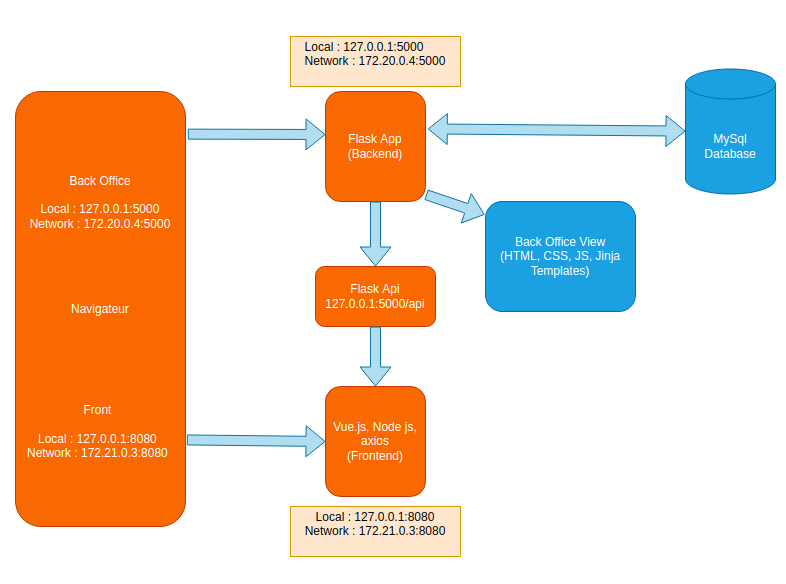 Local : 127.0.0.1:5000
Network : 172.20.0.4:5000
Back Office
Local : 127.0.0.1:5000
Network : 172.20.0.4:5000
Navigateur
Front
Local : 127.0.0.1:8080
Network : 172.21.0.3:8080
Flask App
(Backend)
MySql
Database
Back Office View
(HTML, CSS, JS, Jinja
Templates)
Flask Api
127.0.0.1:5000/api
Vue.js, Node js,
axios
(Frontend)
Local : 127.0.0.1:8080
Network : 172.21.0.3:8080